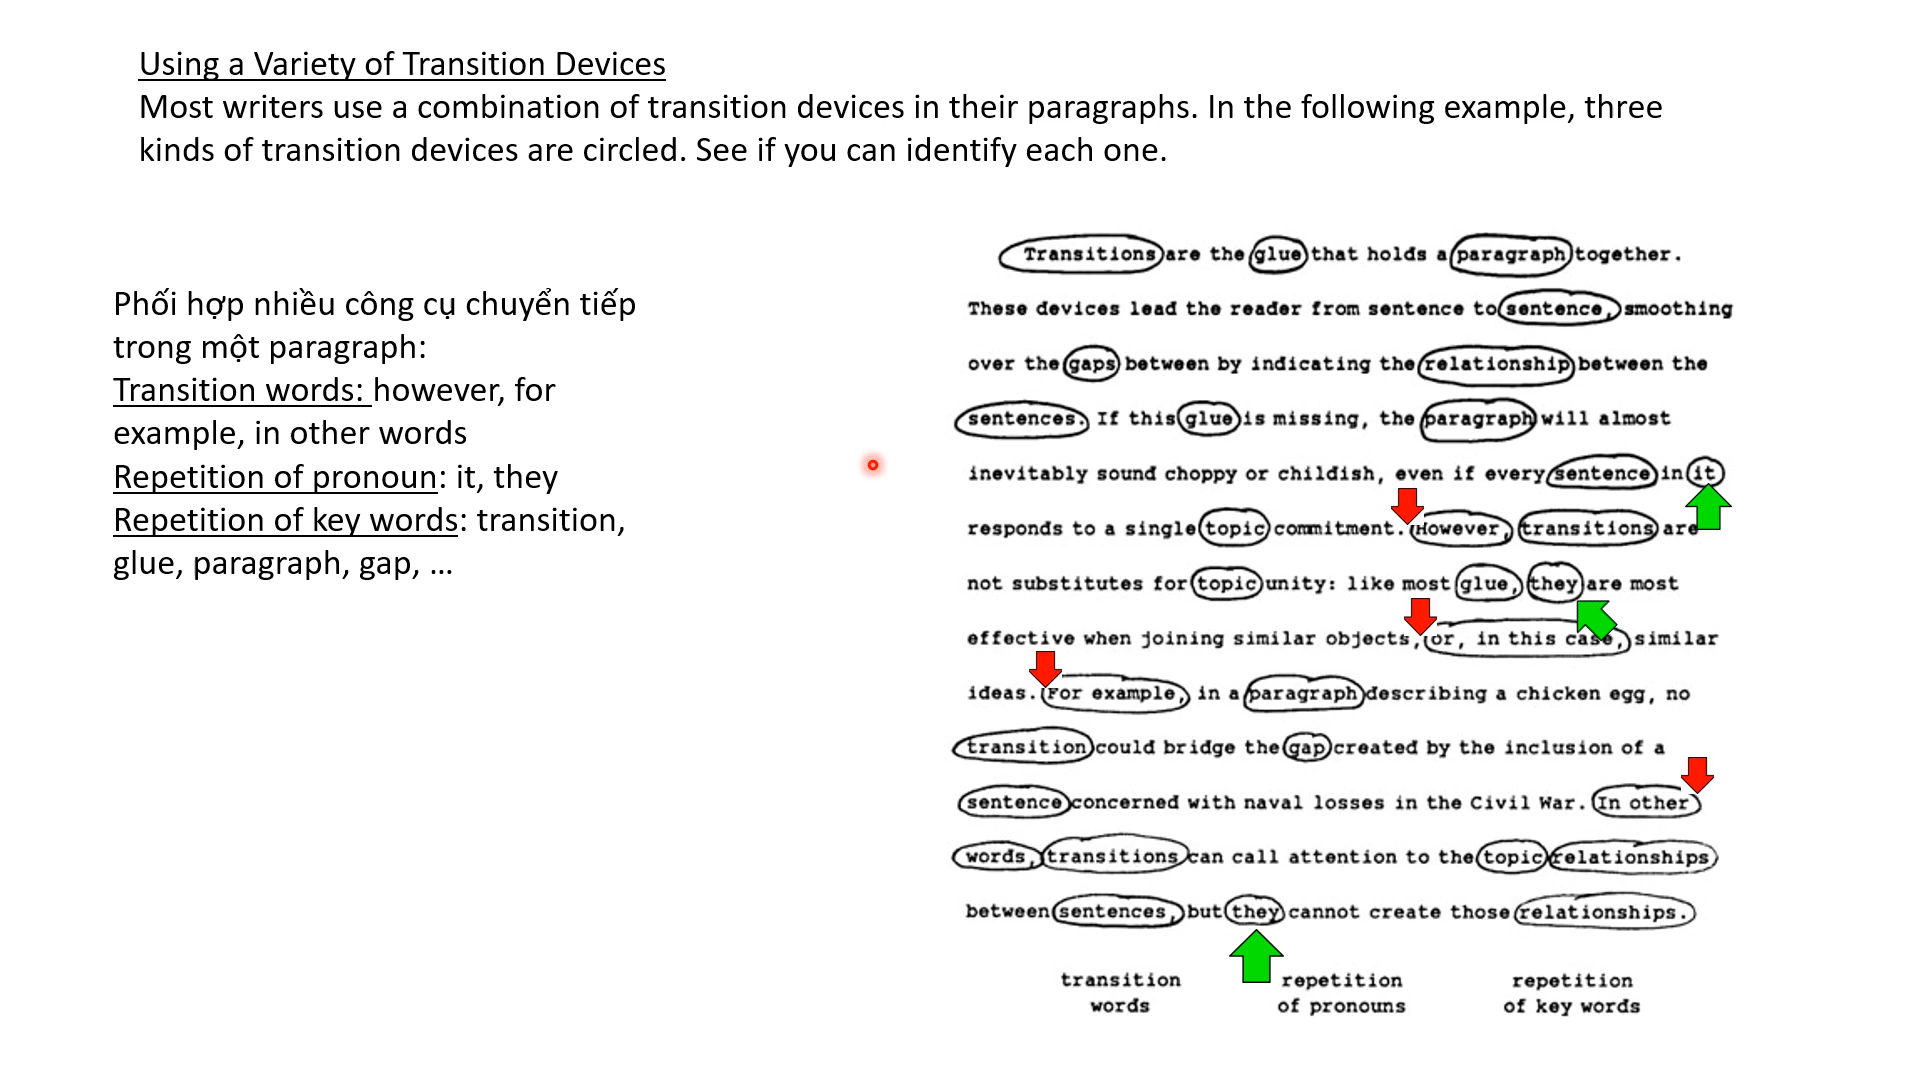 Using a Variety of Transition Devices
Most writers use a combination of transition devices in their paragraphs. In the following example, three
kinds of transition devices are circled. See if you can identify each one.
Phối hợp nhiều công cụ chuyển tiếp
trong một paragraph:
Transition words: however, for
example, in other words
Repetition of pronoun: it, they
Repetition of key words: transition,
glue, paragraph, gap, ...
Transitions are the glue that holds a paragraph together.
These devices lead the reader from sentence to sentence, smoothing
over the gaps between by indicating the relationship between the
sentences. If this glue is missing, the paragraph will almost
inevitably sound choppy or childish, even if every sentence in it
responds to a single topic commitment. However, transitions are
not substitutes for topic unity: like most glue, they are most
effective when joining similar objects, or, in this case, similar
ideas. For example, in a paragraph describing a chicken egg, no
transition could bridge the gap created by the inclusion of a
sentence concerned with naval losses in the Civil War. In other
words, transitions can call attention to the topic relationships
between sentences, but they cannot create those relationships.
transition repetition repetition
words of pronouns of key words